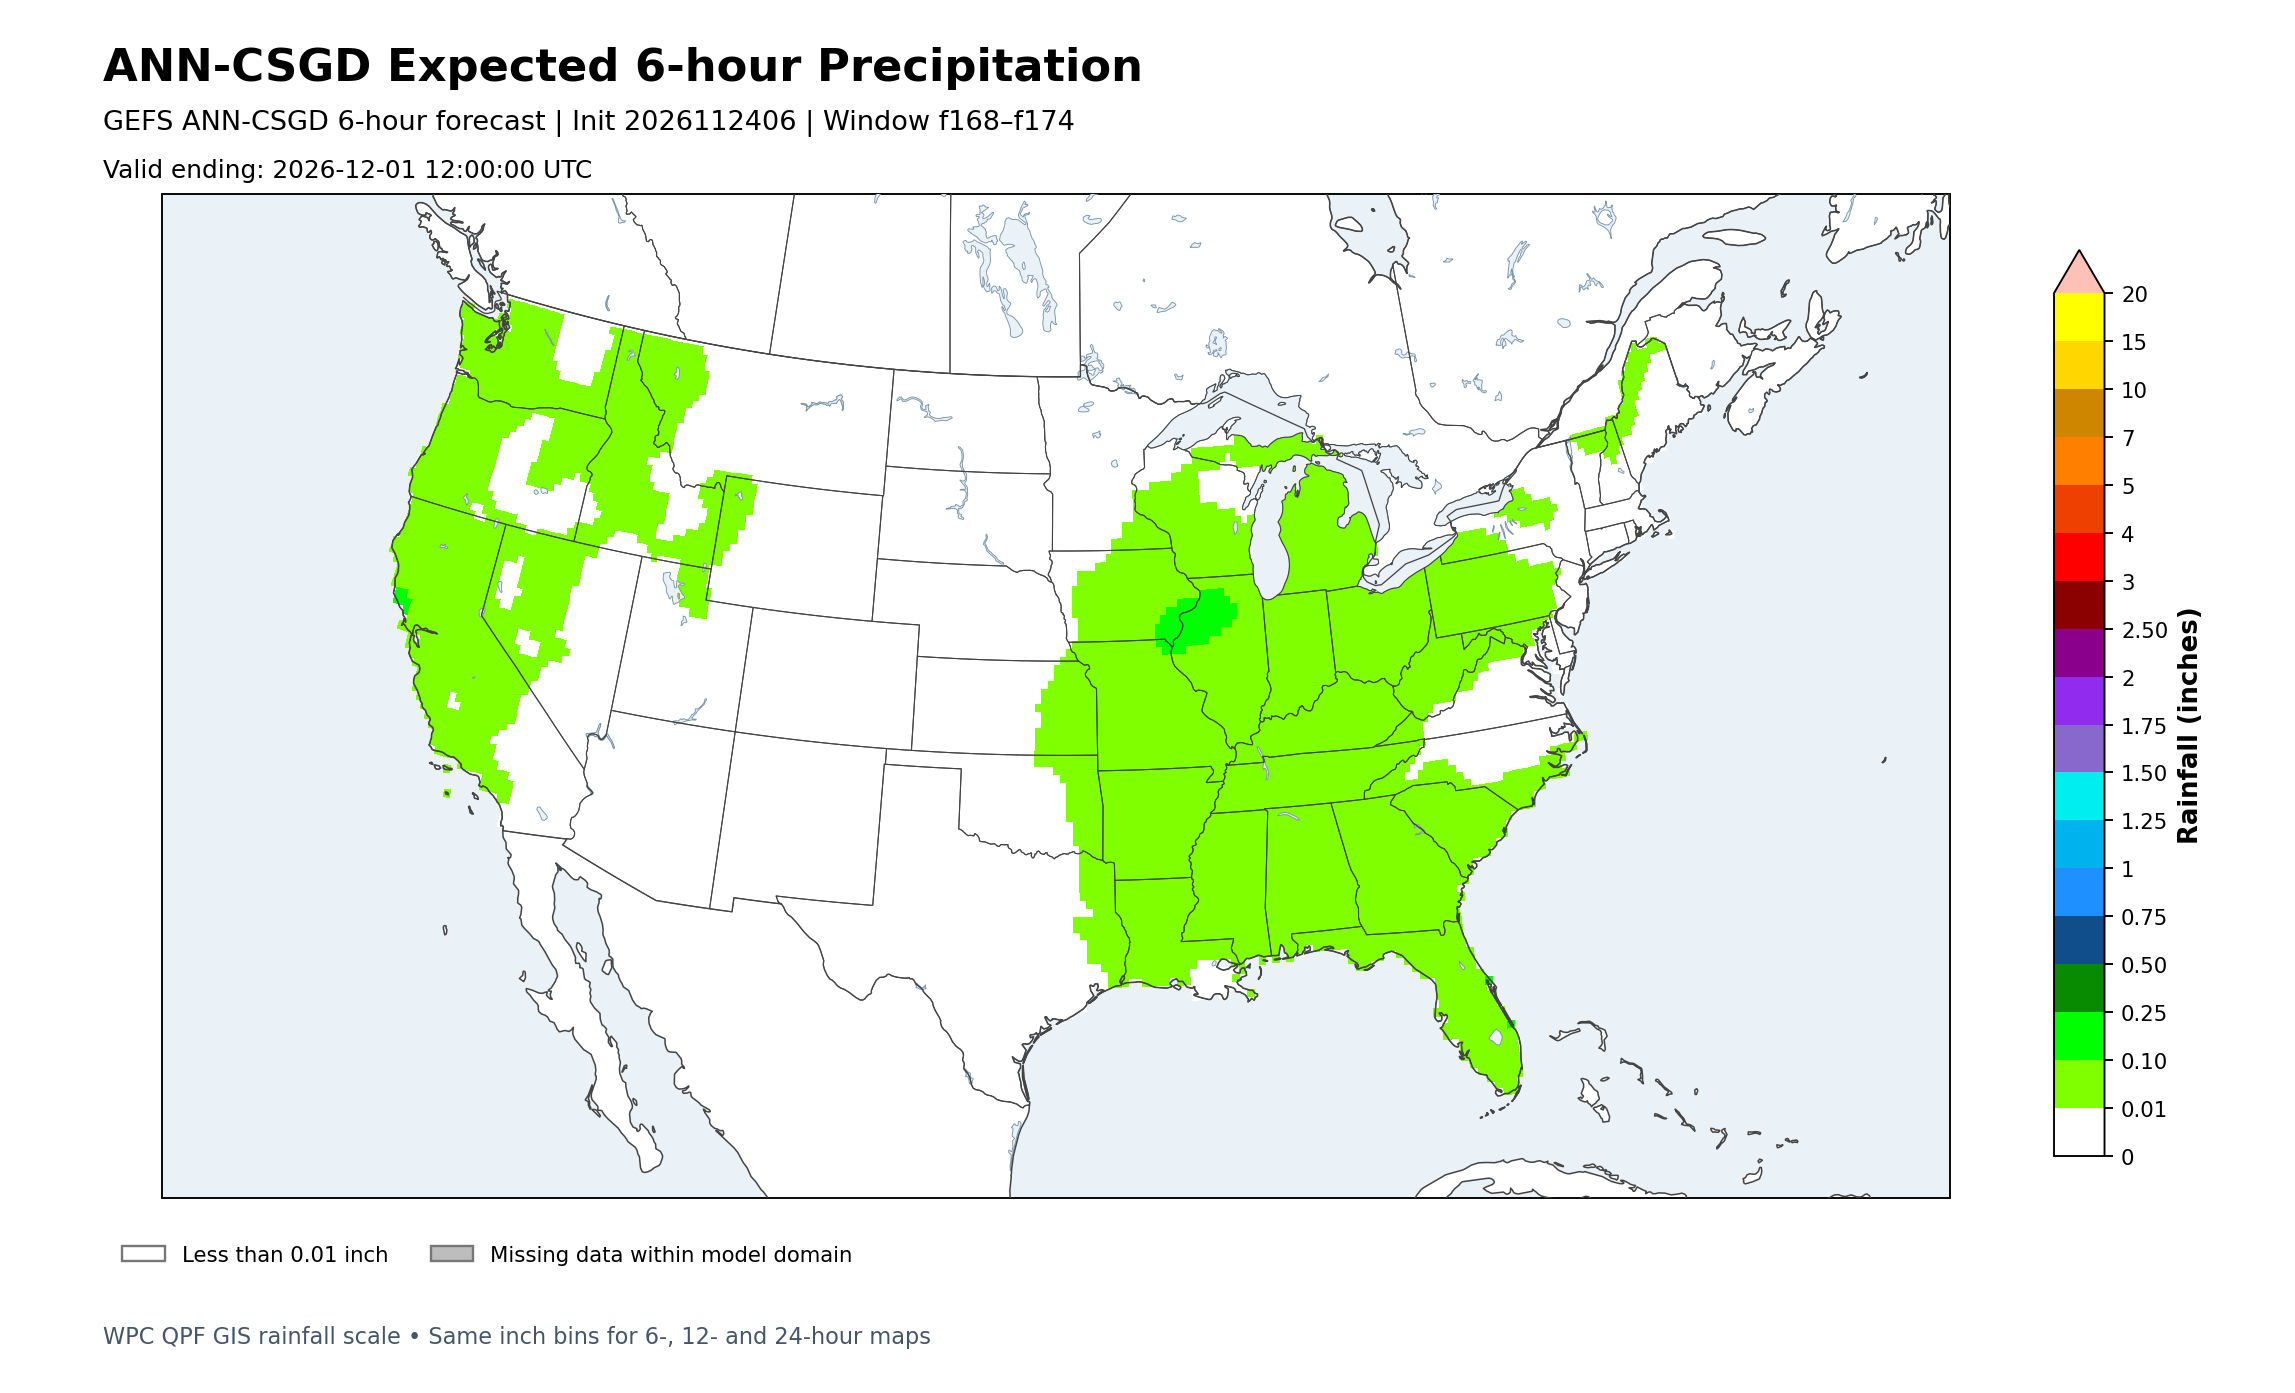 ANN-CSGD Expected 6-hour Precipitation
GEFS ANN-CSGD 6-hour forecast | Init 2026112406 | Window f168–f174
Valid ending: 2026-12-01 12:00:00 UTC
20
15
10
7
5
4
3
2.50
2
1.75
1.50
1.25
1
0.75
0.50
0.25
0.10
0.01
0
Rainfall (inches)
Less than 0.01 inch
Missing data within model domain
WPC QPF GIS rainfall scale • Same inch bins for 6-, 12- and 24-hour maps